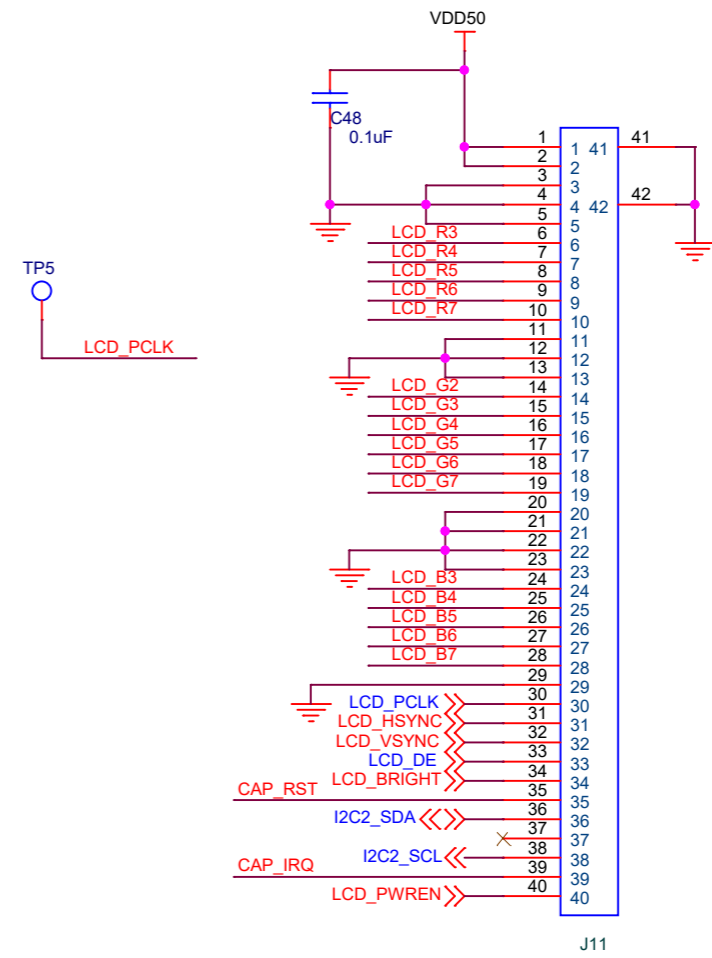 VDD50
C48
0.1uF
1 1 41 41
2 2
3 3
4 4 42 42
5 5
LCD_R3 6 6
LCD_R4 7 7
LCD_R5 8 8
LCD_R6 9 9
LCD_R7 10 10
TP5
LCD_PCLK
11 11
12 12
13 13
LCD_G2 14 14
LCD_G3 15 15
LCD_G4 16 16
LCD_G5 17 17
LCD_G6 18 18
LCD_G7 19 19
20 20
21 21
22 22
23 23
LCD_B3 24 24
LCD_B4 25 25
LCD_B5 26 26
LCD_B6 27 27
LCD_B7 28 28
29 29
LCD_PCLK 30 30
LCD_HSYNC 31 31
LCD_VSYNC 32 32
LCD_DE 33 33
LCD_BRIGHT 34 34
CAP_RST 35 35
I2C2_SDA 36 36
37 37
I2C2_SCL 38 38
CAP_IRQ 39 39
LCD_PWREN 40 40
J11